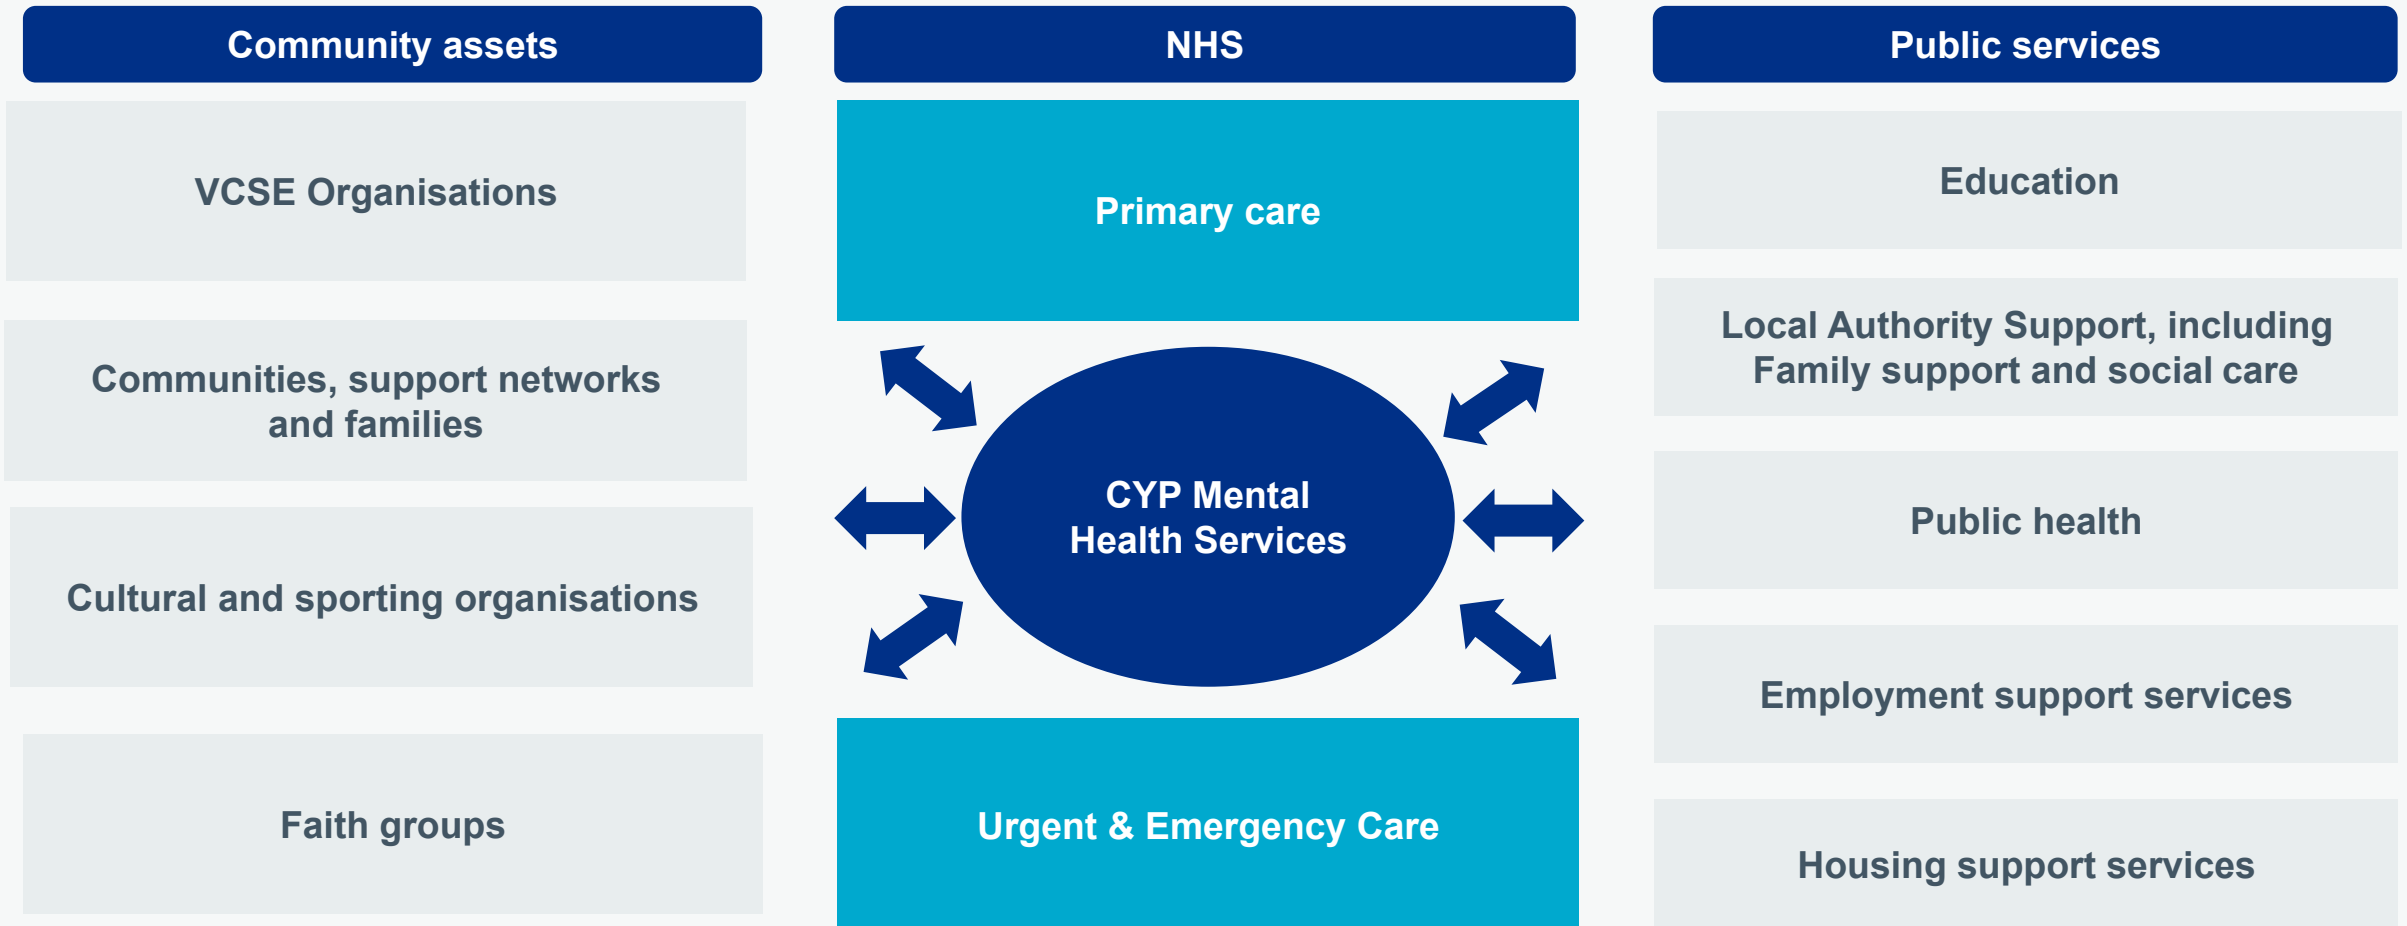 Community assets
VCSE Organisations
Communities, support networks
and families
Cultural and sporting organisations
Faith groups
NHS
Primary care
CYP Mental
Health Services
Urgent & Emergency Care
Public services
Education
Local Authority Support, including
Family support and social care
Public health
Employment support services
Housing support services